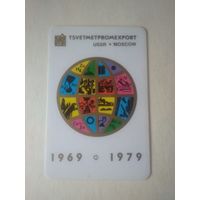 TSVETMETPROMEXPORT
USSR • MOSCOW
1969 ○ 1979